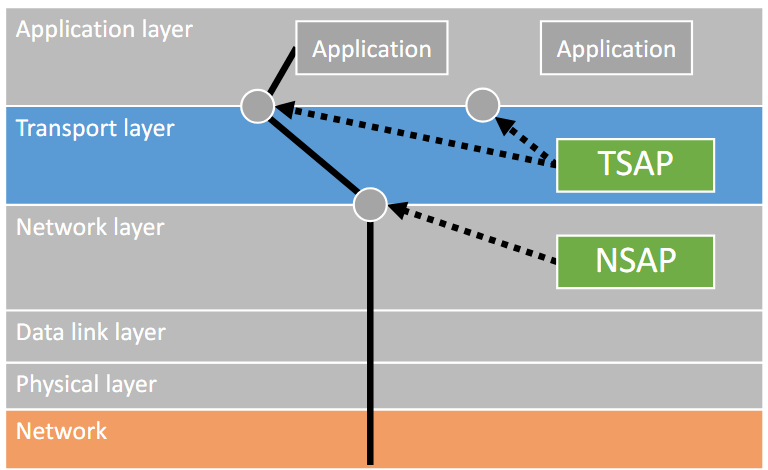 Application layer
Application
Application
Transport layer
TSAP
Network layer
NSAP
Data link layer
Physical layer
Network